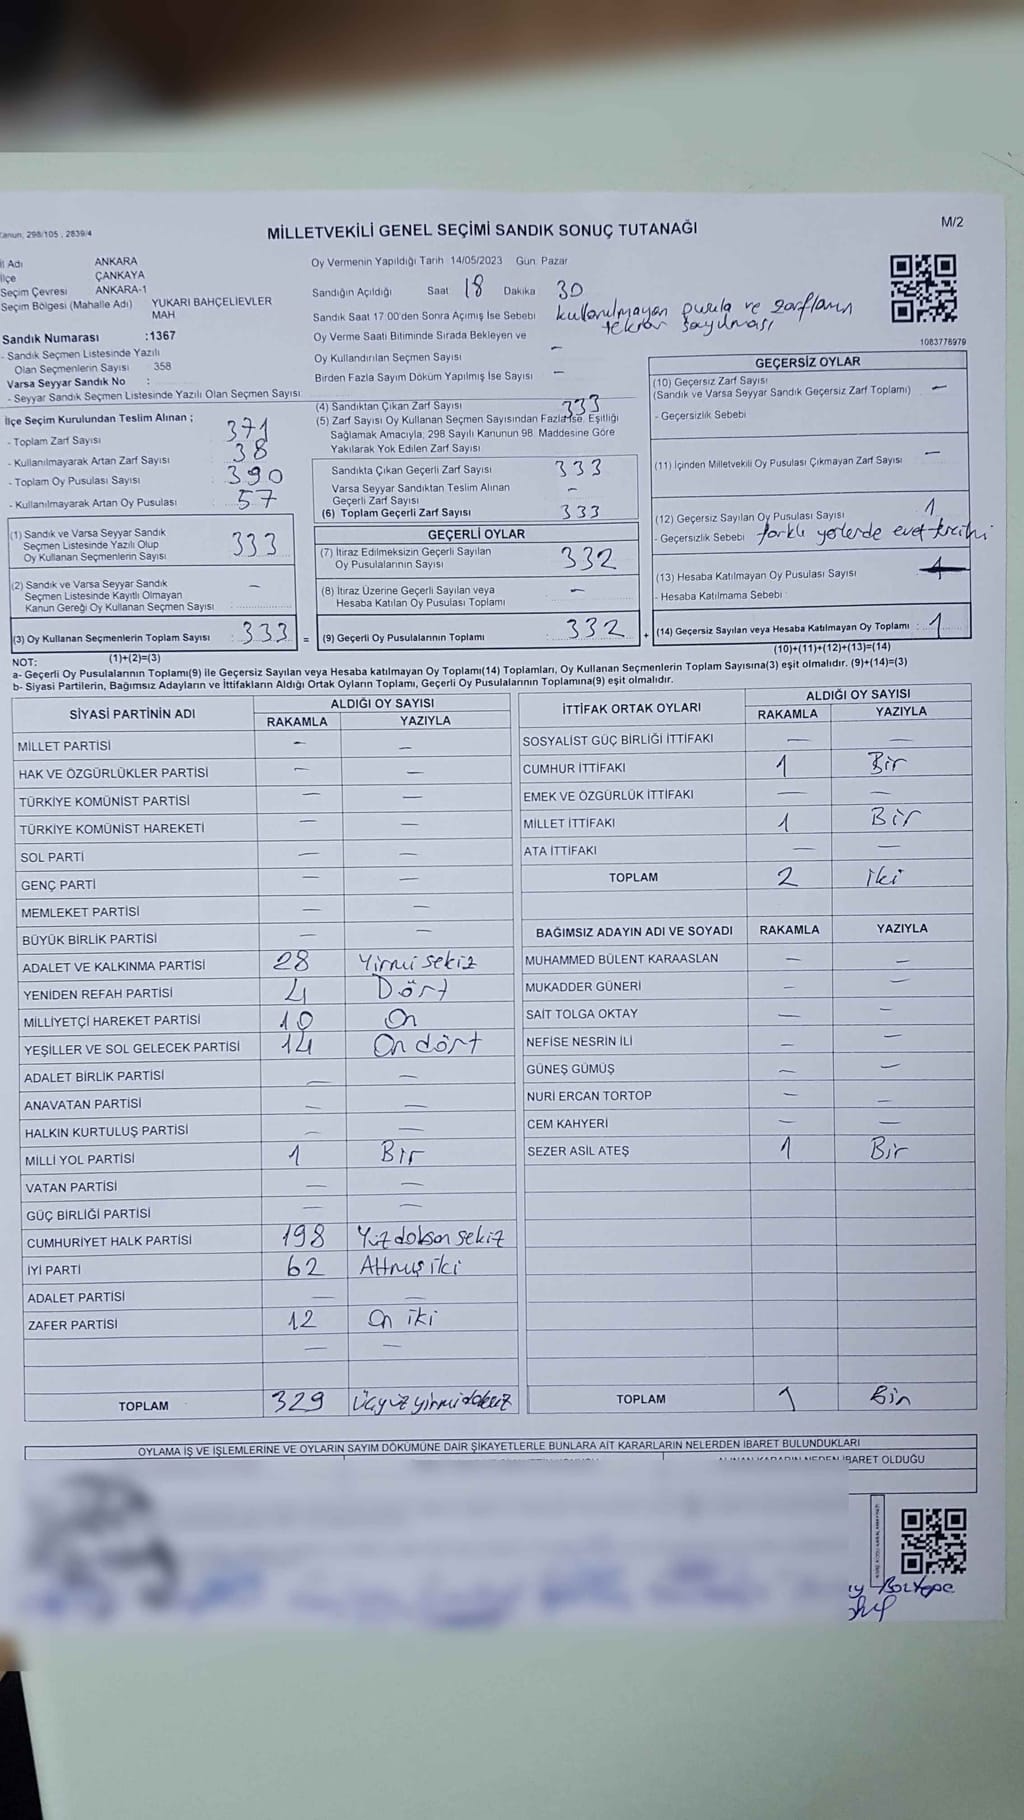 Kanun, 298/105 , 2839/4
MİLLETVEKİLİ GENEL SEÇİMİ SANDIK SONUÇ TUTANAĞI
M/2
İl Adı ANKARA
İlçe ÇANKAYA
Seçim Çevresi ANKARA-1
Seçim Bölgesi (Mahalle Adı) YUKARI BAHÇELİEVLER MAH
Sandık Numarası :1367
- Sandık Seçmen Listesinde Yazılı
Olan Seçmenlerin Sayısı 358
Varsa Seyyar Sandık No :
- Seyyar Sandık Seçmen Listesinde Yazılı Olan Seçmen Sayısı
İlçe Seçim Kurulundan Teslim Alınan ;
- Toplam Zarf Sayısı : 371
- Kullanılmayarak Artan Zarf Sayısı : 38
- Toplam Oy Pusulası Sayısı : 390
- Kullanılmayarak Artan Oy Pusulası : 57
(1) Sandık ve Varsa Seyyar Sandık
Seçmen Listesinde Yazılı Olup
Oy Kullanan Seçmenlerin Sayısı : 333
(2) Sandık ve Varsa Seyyar Sandık
Seçmen Listesinde Kayıtlı Olmayan
Kanun Gereği Oy Kullanan Seçmen Sayısı : –
(3) Oy Kullanan Seçmenlerin Toplam Sayısı : 333 =
(1)+(2)=(3)
Oy Vermenin Yapıldığı Tarih 14/05/2023 Gün: Pazar
Sandığın Açıldığı Saat 18 Dakika 30
Sandık Saat 17:00'den Sonra Açımış İse Sebebi kullanılmayan pusula ve zarfların
tekrar sayılması
Oy Verme Saati Bitiminde Sırada Bekleyen ve
Oy Kullandırılan Seçmen Sayısı –
Birden Fazla Sayım Döküm Yapılmış İse Sayısı –
(4) Sandıktan Çıkan Zarf Sayısı 333
(5) Zarf Sayısı Oy Kullanan Seçmen Sayısından Fazla İse, Eşitliği
Sağlamak Amacıyla, 298 Sayılı Kanunun 98. Maddesine Göre
Yakılarak Yok Edilen Zarf Sayısı
Sandıkta Çıkan Geçerli Zarf Sayısı 333
Varsa Seyyar Sandıktan Teslim Alınan
Geçerli Zarf Sayısı –
(6) Toplam Geçerli Zarf Sayısı : 333
GEÇERLİ OYLAR
(7) İtiraz Edilmeksizin Geçerli Sayılan
Oy Pusulalarının Sayısı : 332
(8) İtiraz Üzerine Geçerli Sayılan veya
Hesaba Katılan Oy Pusulası Toplamı : –
(9) Geçerli Oy Pusulalarının Toplamı : 332 +
1083776979
GEÇERSİZ OYLAR
(10) Geçersiz Zarf Sayısı
(Sandık ve Varsa Seyyar Sandık Geçersiz Zarf Toplamı) –
- Geçersizlik Sebebi
(11) İçinden Milletvekili Oy Pusulası Çıkmayan Zarf Sayısı –
(12) Geçersiz Sayılan Oy Pusulası Sayısı 1
- Geçersizlik Sebebi farklı yerlerde evet tercihi
(13) Hesaba Katılmayan Oy Pusulası Sayısı
- Hesaba Katılmama Sebebi :
(14) Geçersiz Sayılan veya Hesaba Katılmayan Oy Toplamı : 1
(10)+(11)+(12)+(13)=(14)
NOT:
a- Geçerli Oy Pusulalarının Toplamı(9) ile Geçersiz Sayılan veya Hesaba katılmayan Oy Toplamı(14) Toplamları, Oy Kullanan Seçmenlerin Toplam Sayısına(3) eşit olmalıdır. (9)+(14)=(3)
b- Siyasi Partilerin, Bağımsız Adayların ve İttifakların Aldığı Ortak Oyların Toplamı, Geçerli Oy Pusulalarının Toplamına(9) eşit olmalıdır.
SİYASİ PARTİNİN ADI ALDIĞI OY SAYISI
RAKAMLA YAZIYLA
MİLLET PARTİSİ – –
HAK VE ÖZGÜRLÜKLER PARTİSİ – –
TÜRKİYE KOMÜNİST PARTİSİ – –
TÜRKİYE KOMÜNİST HAREKETİ – –
SOL PARTİ – –
GENÇ PARTİ – –
MEMLEKET PARTİSİ – –
BÜYÜK BİRLİK PARTİSİ – –
ADALET VE KALKINMA PARTİSİ 28 Yirmi sekiz
YENİDEN REFAH PARTİSİ 4 Dört
MİLLİYETÇİ HAREKET PARTİSİ 10 On
YEŞİLLER VE SOL GELECEK PARTİSİ 14 On dört
ADALET BİRLİK PARTİSİ – –
ANAVATAN PARTİSİ – –
HALKIN KURTULUŞ PARTİSİ – –
MİLLİ YOL PARTİSİ 1 Bir
VATAN PARTİSİ – –
GÜÇ BİRLİĞİ PARTİSİ – –
CUMHURİYET HALK PARTİSİ 198 Yüz doksan sekiz
İYİ PARTİ 62 Altmış iki
ADALET PARTİSİ – –
ZAFER PARTİSİ 12 On iki
– –
TOPLAM 329 Üçyüz yirmi dokuz
İTTİFAK ORTAK OYLARI ALDIĞI OY SAYISI
RAKAMLA YAZIYLA
SOSYALİST GÜÇ BİRLİĞİ İTTİFAKI – –
CUMHUR İTTİFAKI 1 Bir
EMEK VE ÖZGÜRLÜK İTTİFAKI – –
MİLLET İTTİFAKI 1 Bir
ATA İTTİFAKI – –
TOPLAM 2 İki
BAĞIMSIZ ADAYIN ADI VE SOYADI RAKAMLA YAZIYLA
MUHAMMED BÜLENT KARAASLAN – –
MUKADDER GÜNERİ – –
SAİT TOLGA OKTAY – –
NEFİSE NESRİN İLİ – –
GÜNEŞ GÜMÜŞ – –
NURİ ERCAN TORTOP – –
CEM KAHYERİ – –
SEZER ASİL ATEŞ 1 Bir
TOPLAM 1 Bir
OYLAMA İŞ VE İŞLEMLERİNE VE OYLARIN SAYIM DÖKÜMÜNE DAİR ŞİKAYETLERLE BUNLARA AİT KARARLARIN NELERDEN İBARET BULUNDUKLARI
ALINAN KARARIN NEDEN İBARET OLDUĞU